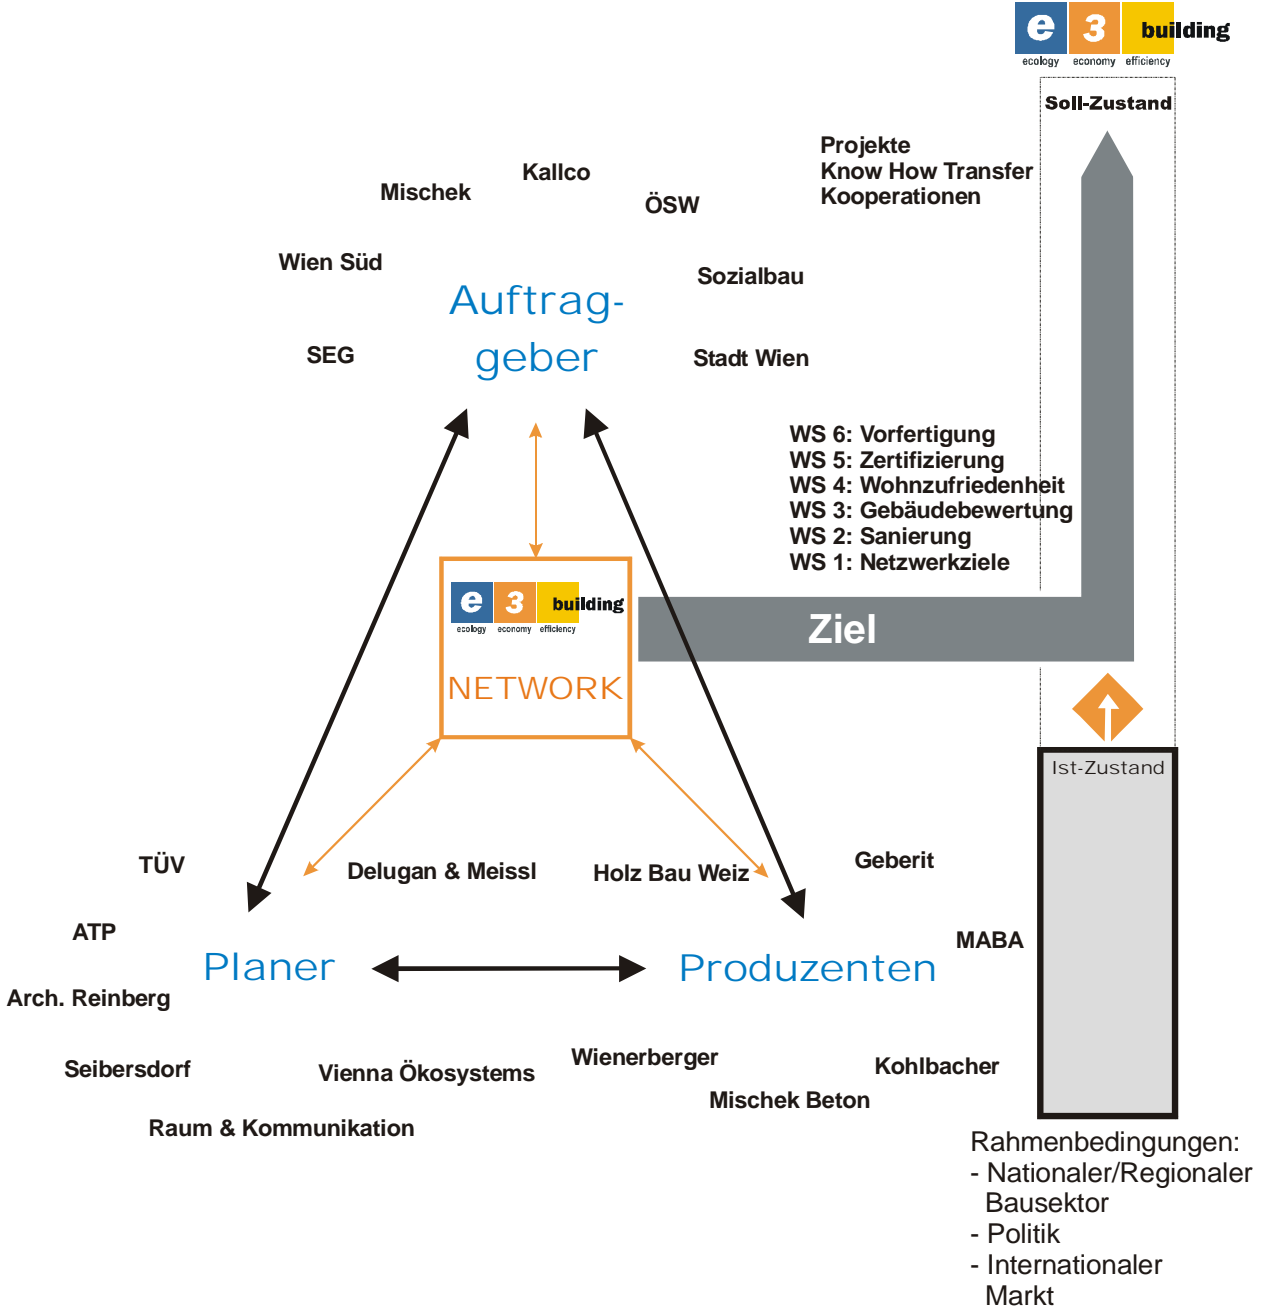 e 3 building
ecology economy efficiency
Soll-Zustand
Projekte
Know How Transfer
Kooperationen
Kallco
Mischek
ÖSW
Wien Süd
Sozialbau
Auftrag-
geber
SEG
Stadt Wien
WS 6: Vorfertigung
WS 5: Zertifizierung
WS 4: Wohnzufriedenheit
WS 3: Gebäudebewertung
WS 2: Sanierung
WS 1: Netzwerkziele
e 3 building
ecology economy efficiency
NETWORK
Ziel
Ist-Zustand
TÜV
Delugan & Meissl
Holz Bau Weiz
Geberit
ATP
MABA
Planer
Produzenten
Arch. Reinberg
Seibersdorf
Vienna Ökosystems
Wienerberger
Kohlbacher
Mischek Beton
Raum & Kommunikation
Rahmenbedingungen:
- Nationaler/Regionaler
Bausektor
- Politik
- Internationaler
Markt